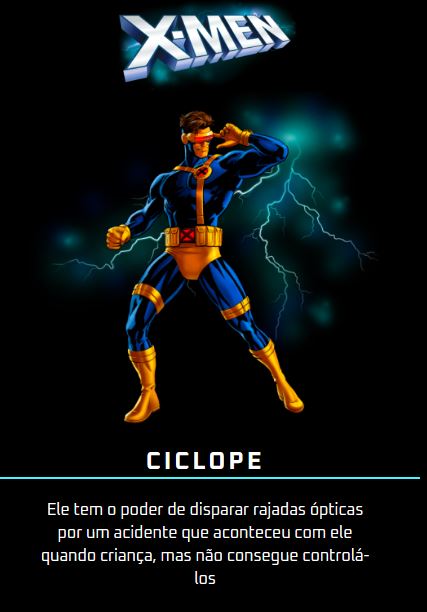 X-MEN
CICLOPE
Ele tem o poder de disparar rajadas ópticas
por um acidente que aconteceu com ele
quando criança, mas não consegue controlá-
los